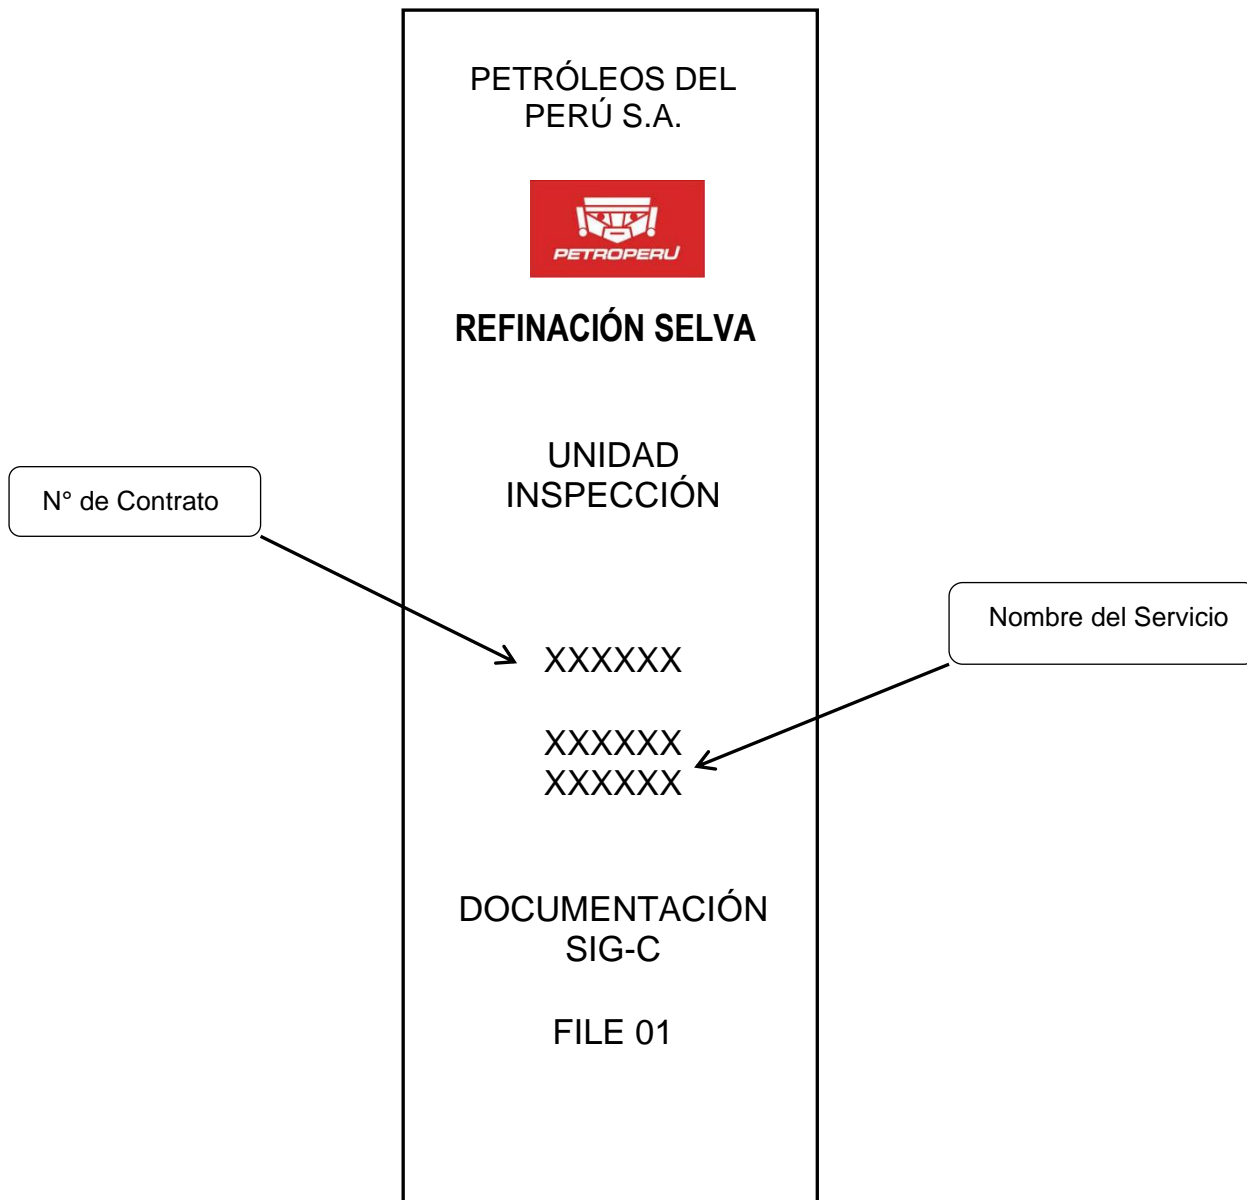 PETRÓLEOS DEL
PERÚ S.A.
PETROPERÚ
REFINACIÓN SELVA
UNIDAD
INSPECCIÓN
N° de Contrato
Nombre del Servicio
XXXXXX
XXXXXX
XXXXXX
DOCUMENTACIÓN
SIG-C
FILE 01